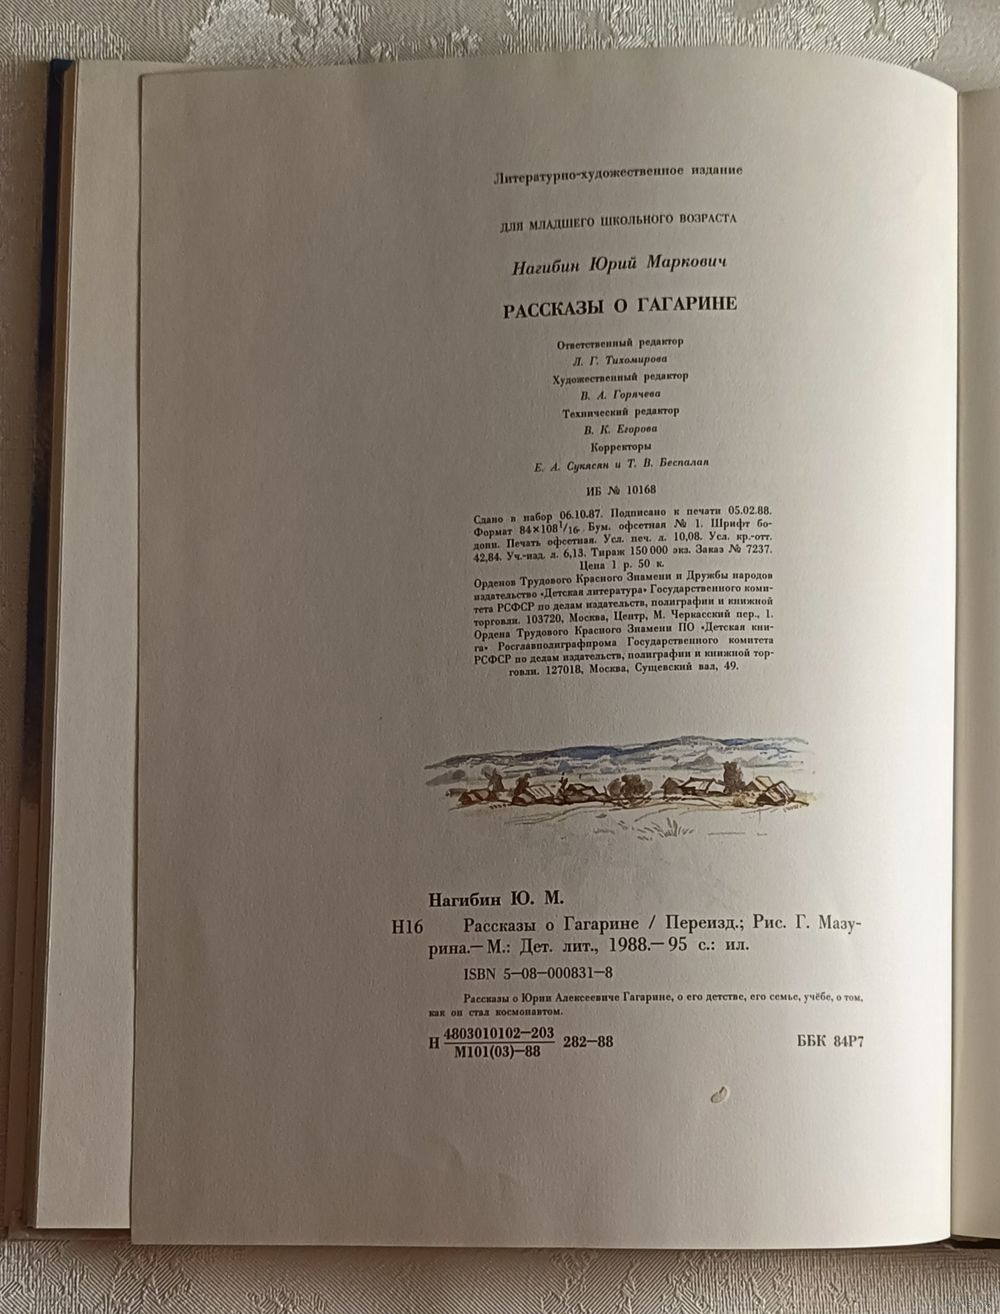 Литературно-художественное издание
ДЛЯ МЛАДШЕГО ШКОЛЬНОГО ВОЗРАСТА
Нагибин Юрий Маркович
РАССКАЗЫ О ГАГАРИНЕ
Ответственный редактор
Л. Г. Тихомирова
Художественный редактор
В. А. Горячева
Технический редактор
В. К. Егорова
Корректоры
Е. А. Сукясян и Т. В. Беспалая
ИБ № 10168
Сдано в набор 06.10.87. Подписано к печати 05.02.88.
Формат 84×108¹/₁₆. Бум. офсетная № 1. Шрифт бо-
дони. Печать офсетная. Усл. печ. л. 10,08. Усл. кр.-отт.
42,84. Уч.-изд. л. 6,13. Тираж 150 000 экз. Заказ № 7237.
Цена 1 р. 50 к.
Орденов Трудового Красного Знамени и Дружбы народов
издательство «Детская литература» Государственного коми-
тета РСФСР по делам издательств, полиграфии и книжной
торговли. 103720, Москва, Центр, М. Черкасский пер., 1.
Ордена Трудового Красного Знамени ПО «Детская кни-
га» Росглавполиграфпрома Государственного комитета
РСФСР по делам издательств, полиграфии и книжной тор-
говли. 127018, Москва, Сущевский вал, 49.
Нагибин Ю. М.
Н16 Рассказы о Гагарине / Переизд.; Рис. Г. Мазу-
рина.— М.: Дет. лит., 1988.— 95 с.: ил.
ISBN 5—08—000831—8
Рассказы о Юрии Алексеевиче Гагарине, о его детстве, его семье, учёбе, о том,
как он стал космонавтом.
Н 4803010102—203 282—88 ББК 84Р7
М101(03)—88